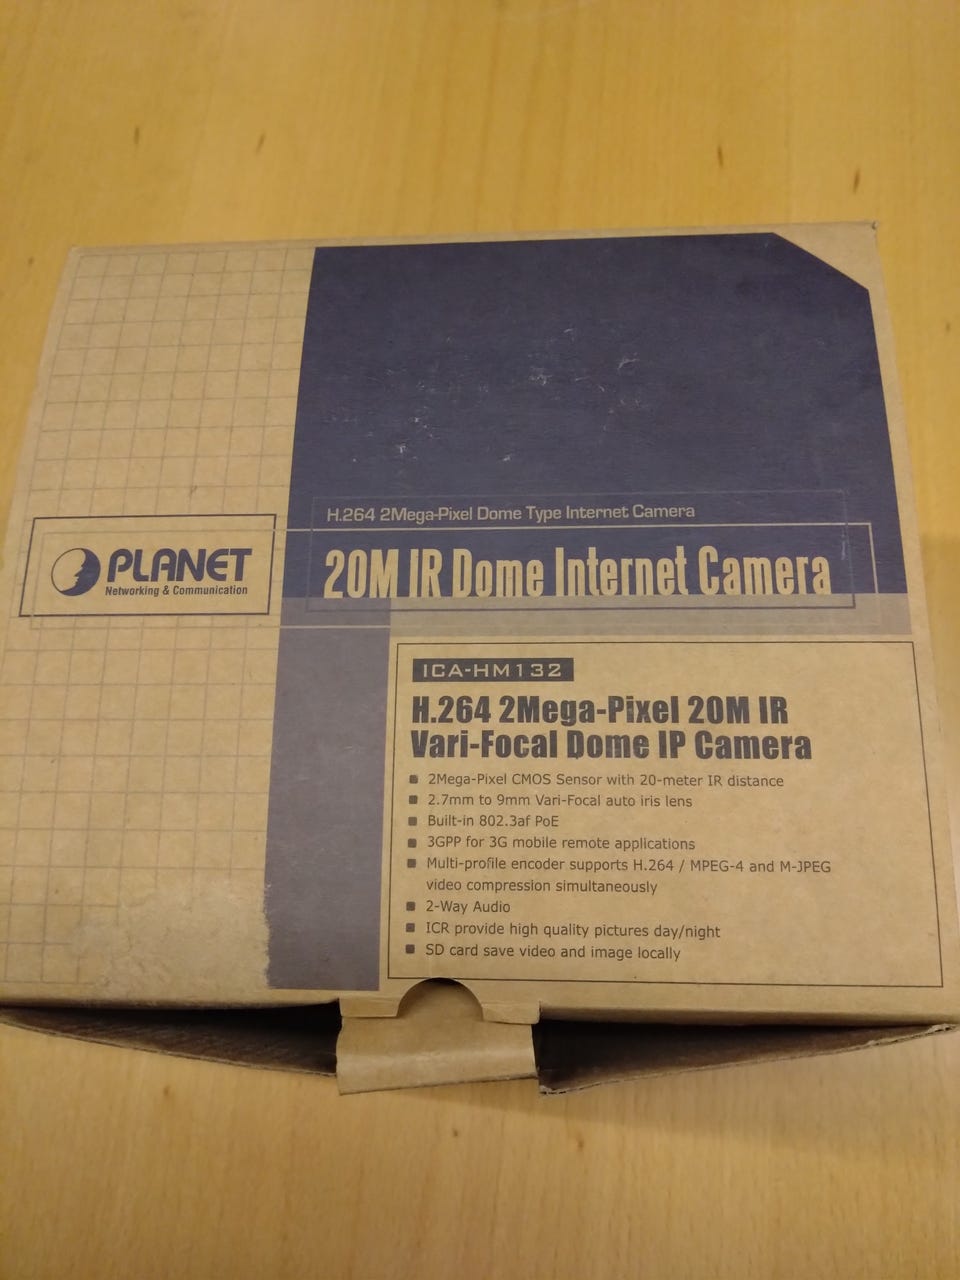 H.264 2Mega-Pixel Dome Type Internet Camera
PLANET
Networking & Communication
20M IR Dome Internet Camera
ICA-HM132
H.264 2Mega-Pixel 20M IR
Vari-Focal Dome IP Camera
2Mega-Pixel CMOS Sensor with 20-meter IR distance
2.7mm to 9mm Vari-Focal auto iris lens
Built-in 802.3af PoE
3GPP for 3G mobile remote applications
Multi-profile encoder supports H.264 / MPEG-4 and M-JPEG
video compression simultaneously
2-Way Audio
ICR provide high quality pictures day/night
SD card save video and image locally